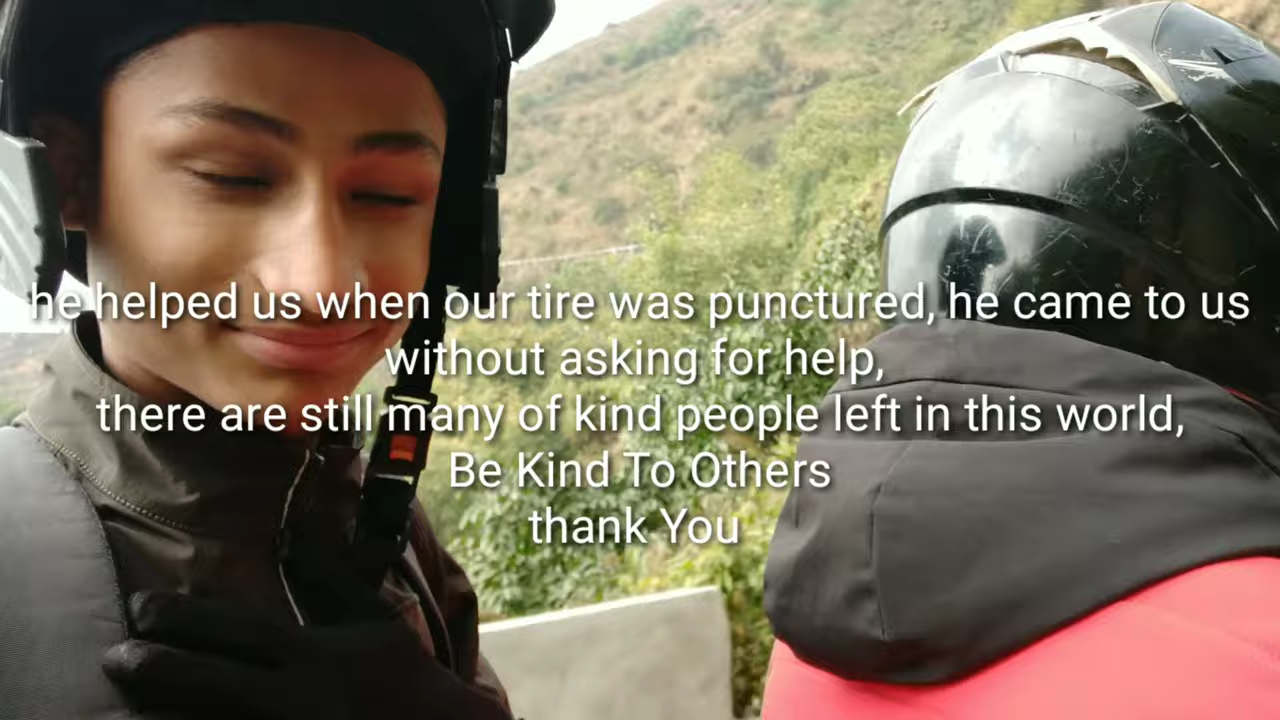 he helped us when our tire was punctured, he came to us
without asking for help,
there are still many of kind people left in this world,
Be Kind To Others
thank You